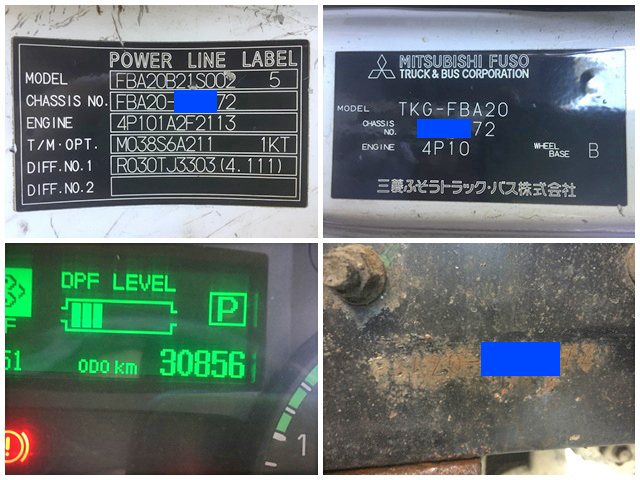 POWER LINE LABEL
MODEL FBA20B21S002 5
CHASSIS NO. FBA20- 72
ENGINE 4P101A2F2113
T/M・OPT. M038S6A211 1KT
DIFF.NO.1 R030TJ3303(4.111)
DIFF.NO.2
MITSUBISHI FUSO
TRUCK & BUS CORPORATION
MODEL TKG-FBA20
CHASSIS NO. 72
ENGINE 4P10 WHEEL BASE B
三菱ふそうトラック・バス株式会社
DPF LEVEL
P
F
51 ODO km 30856
1